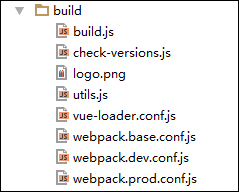 build
build.js
check-versions.js
logo.png
utils.js
vue-loader.conf.js
webpack.base.conf.js
webpack.dev.conf.js
webpack.prod.conf.js